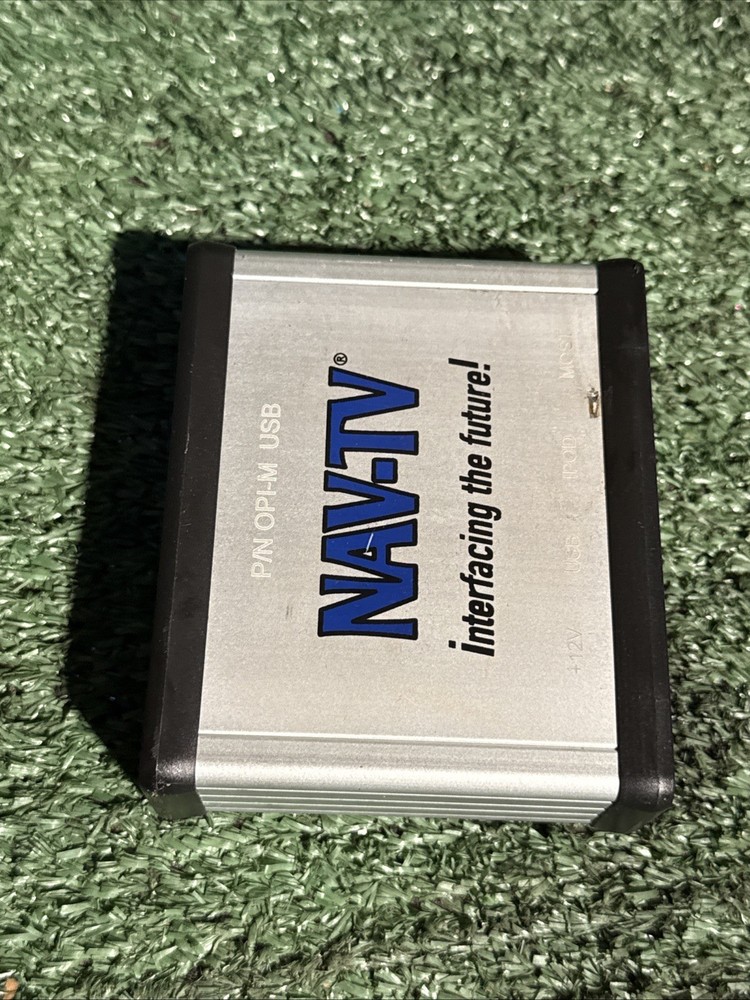 P/N OPI-M USB
NAV-TV®
interfacing the future!
+12V USB IPOD MOST